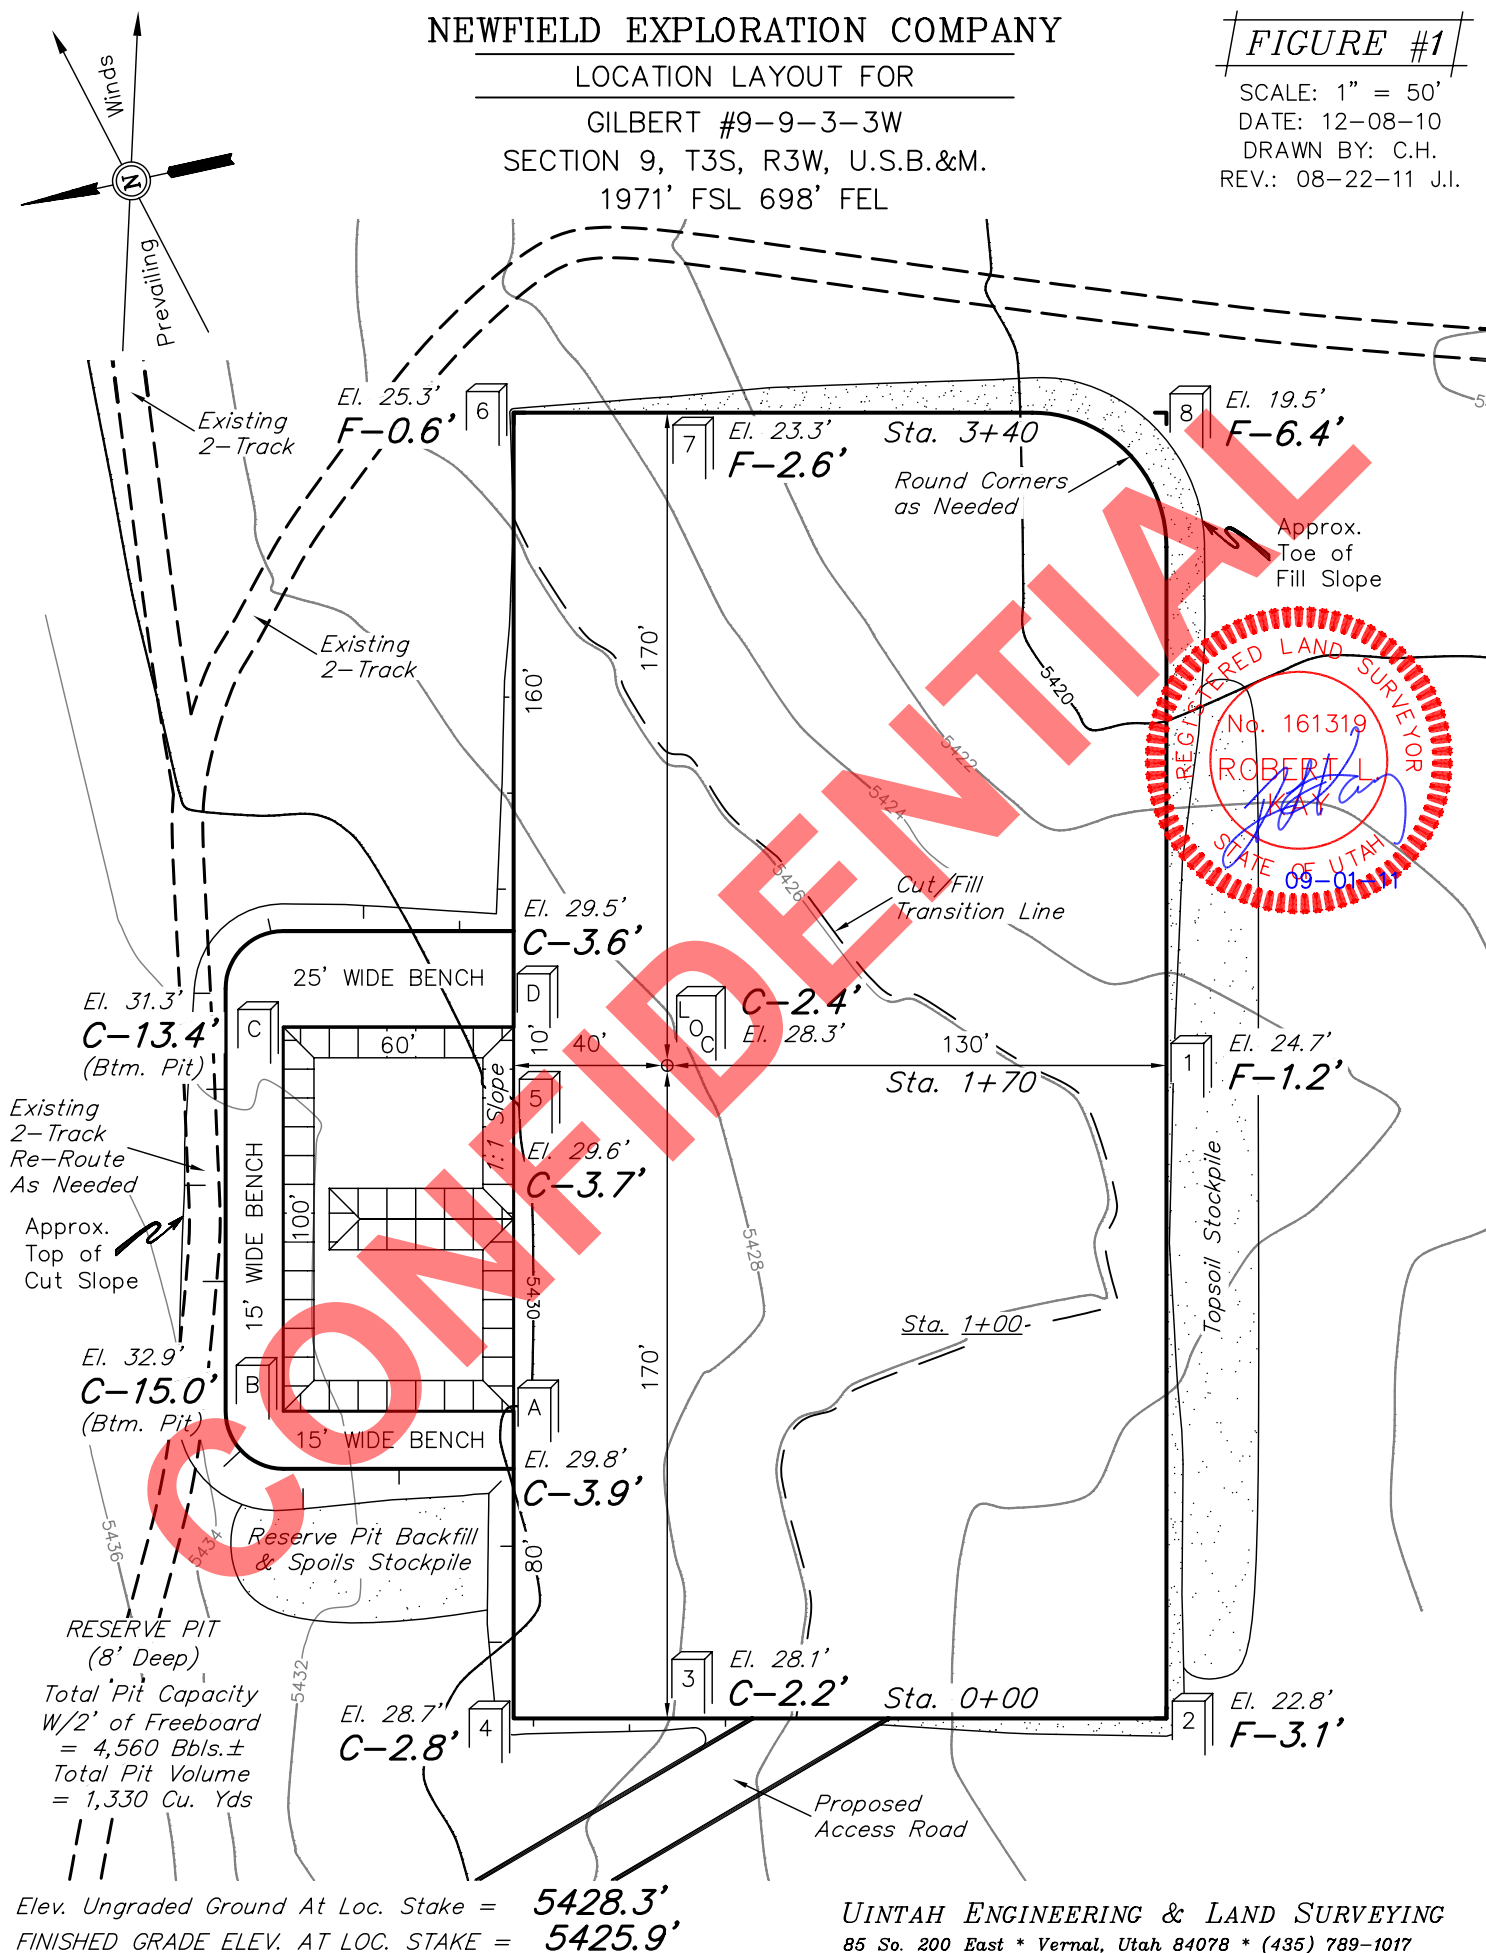 NEWFIELD EXPLORATION COMPANY
LOCATION LAYOUT FOR
GILBERT #9-9-3-3W
SECTION 9, T3S, R3W, U.S.B.&M.
1971' FSL 698' FEL
FIGURE #1
SCALE: 1" = 50'
DATE: 12-08-10
DRAWN BY: C.H.
REV.: 08-22-11 J.I.
Winds
N
Prevailing
Existing
2-Track
El. 25.3'
F-0.6'
6
7
El. 23.3'
F-2.6'
Sta. 3+40
8
El. 19.5'
F-6.4'
Round Corners
as Needed
Approx.
Toe of
Fill Slope
Existing
2-Track
170'
160'
5420
5422
5424
5426
REGISTERED LAND SURVEYOR
No. 161319
ROBERT L.
KAY
STATE OF UTAH
09-01-11
Cut/Fill
Transition Line
El. 29.5'
C-3.6'
25' WIDE BENCH
D
El. 31.3'
C-13.4'
(Btm. Pit)
C
60'
10'
40'
LOC
C-2.4'
El. 28.3'
130'
Sta. 1+70
1
El. 24.7'
F-1.2'
5
1:1 Slope
El. 29.6'
C-3.7'
Existing
2-Track
Re-Route
As Needed
Approx.
Top of
Cut Slope
15' WIDE BENCH
100'
5430
5428
Topsoil Stockpile
Sta. 1+00
170'
El. 32.9'
C-15.0'
(Btm. Pit)
B
A
15' WIDE BENCH
El. 29.8'
C-3.9'
5436
5434
Reserve Pit Backfill
& Spoils Stockpile
80'
RESERVE PIT
(8' Deep)
Total Pit Capacity
W/2' of Freeboard
= 4,560 Bbls.±
Total Pit Volume
= 1,330 Cu. Yds
5432
El. 28.7'
C-2.8'
4
3
El. 28.1'
C-2.2'
Sta. 0+00
2
El. 22.8'
F-3.1'
Proposed
Access Road
CONFIDENTIAL
Elev. Ungraded Ground At Loc. Stake = 5428.3'
FINISHED GRADE ELEV. AT LOC. STAKE = 5425.9'
UINTAH ENGINEERING & LAND SURVEYING
85 So. 200 East * Vernal, Utah 84078 * (435) 789-1017